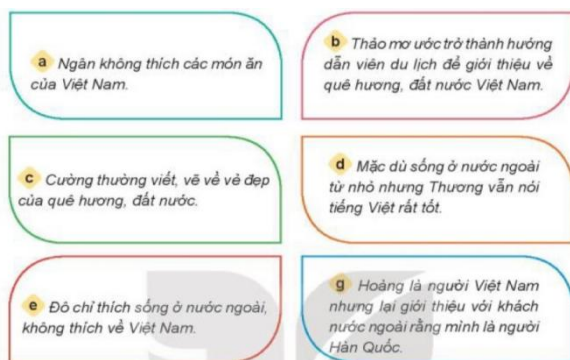 a Ngân không thích các món ăn
của Việt Nam.
b Thảo mơ ước trở thành hướng
dẫn viên du lịch để giới thiệu về
quê hương, đất nước Việt Nam.
c Cường thường viết, vẽ về vẻ đẹp
của quê hương, đất nước.
d Mặc dù sống ở nước ngoài
từ nhỏ nhưng Thương vẫn nói
tiếng Việt rất tốt.
e Đô chỉ thích sống ở nước ngoài,
không thích về Việt Nam.
g Hoàng là người Việt Nam
nhưng lại giới thiệu với khách
nước ngoài rằng mình là người
Hàn Quốc.